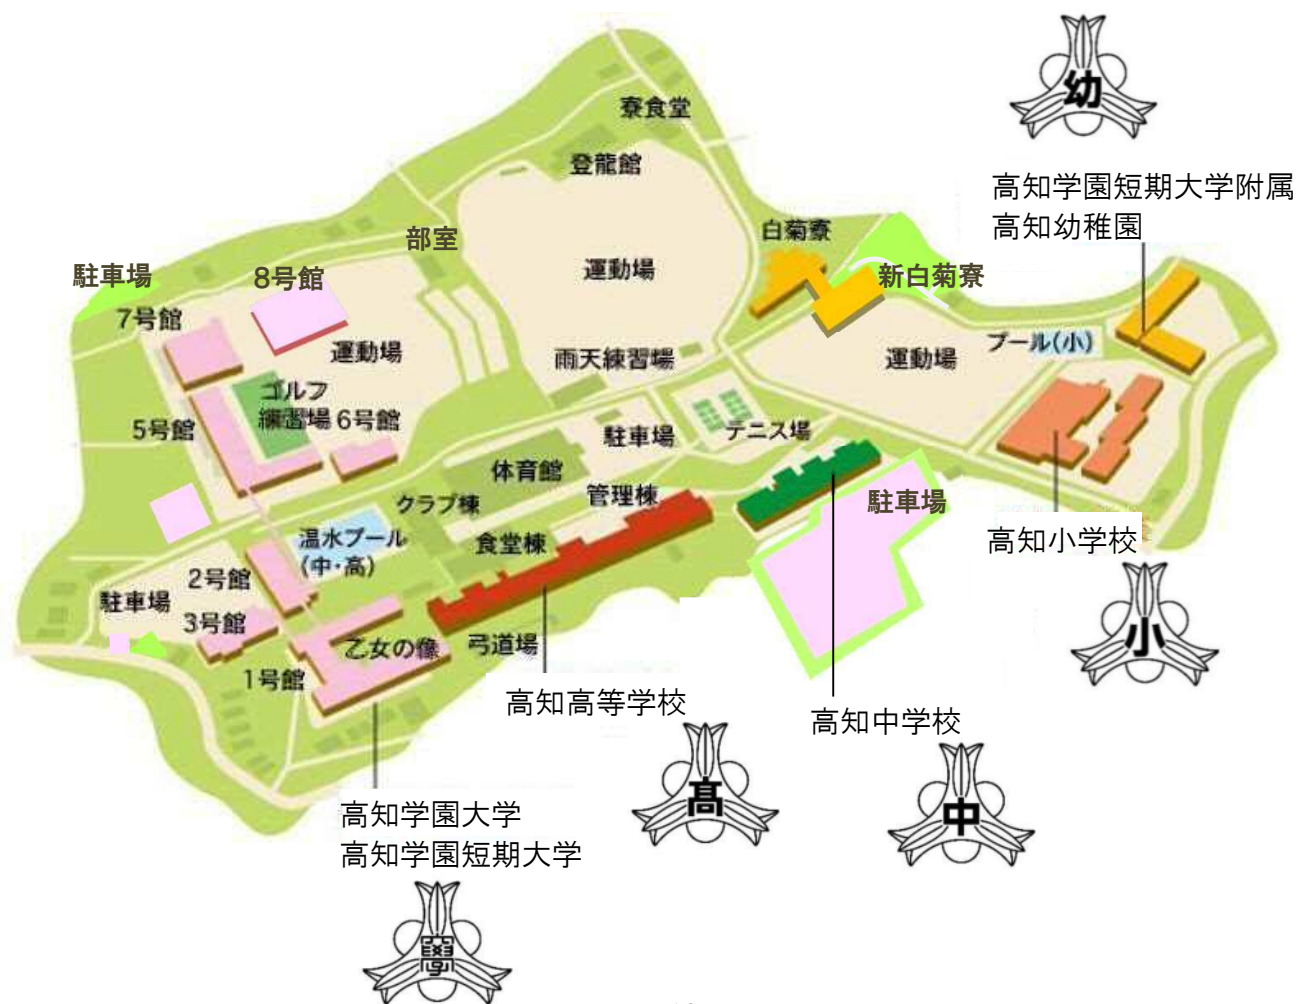 幼
高知学園短期大学附属
高知幼稚園
寮食堂
登龍館
白菊寮
部室
運動場
新白菊寮
駐車場
8号館
7号館
運動場
雨天練習場
運動場
プール(小)
ゴルフ
練習場
6号館
5号館
駐車場
テニス場
体育館
管理棟
クラブ棟
駐車場
温水プール
(中・高)
食堂棟
高知小学校
2号館
駐車場
3号館
乙女の像
弓道場
小
1号館
高知高等学校
高知中学校
髙
中
高知学園大学
高知学園短期大学
學